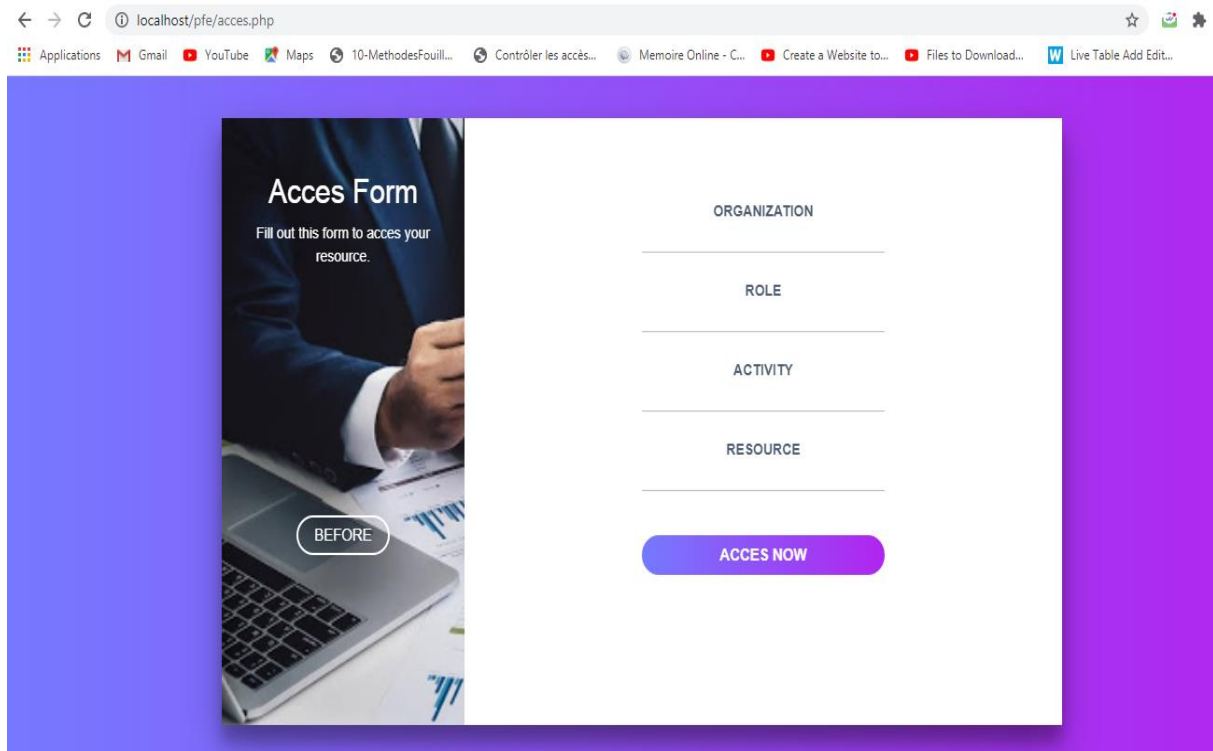 localhost/pfe/acces.php
Applications Gmail YouTube Maps 10-MethodesFouill... Contrôler les accès... Memoire Online - C... Create a Website to... Files to Download... W Live Table Add Edit...
Acces Form
Fill out this form to acces your
resource.
BEFORE
ORGANIZATION
ROLE
ACTIVITY
RESOURCE
ACCES NOW